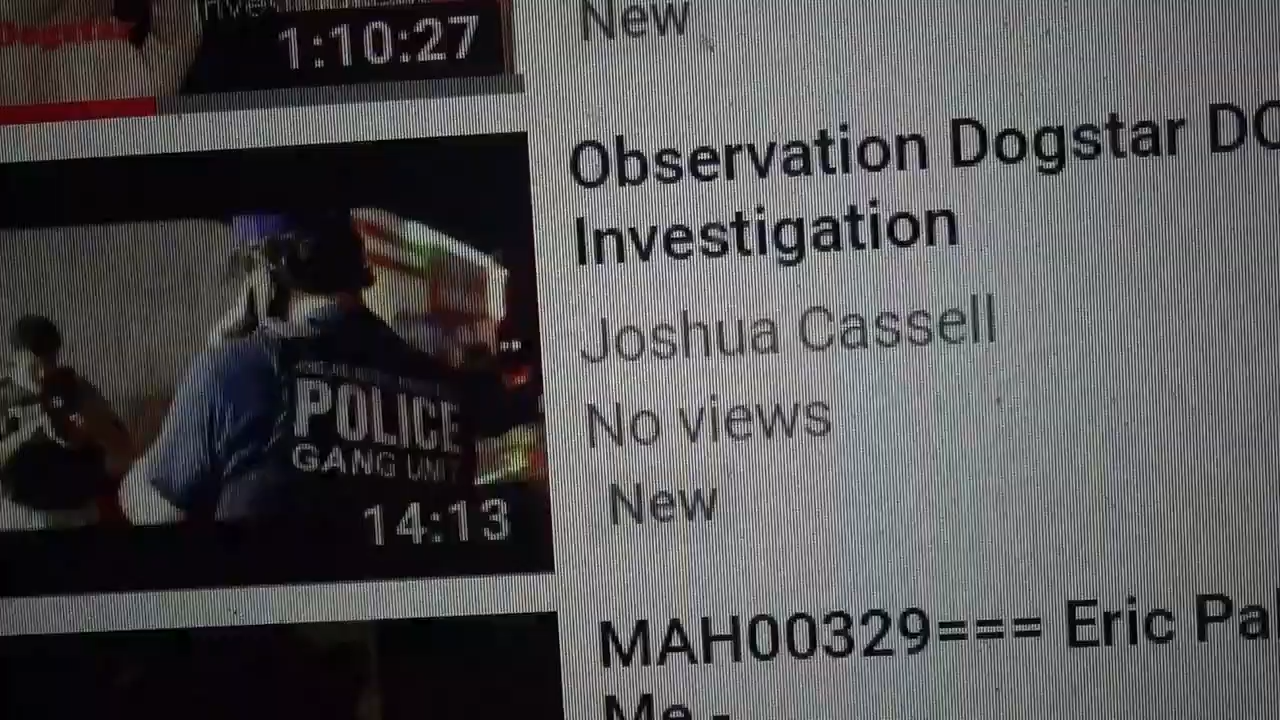 1:10:27
New
Observation Dogstar
Investigation
Joshua Cassell
No views
New
POLICE
GANG UNIT
14:13
MAH00329=== Eric
Me -